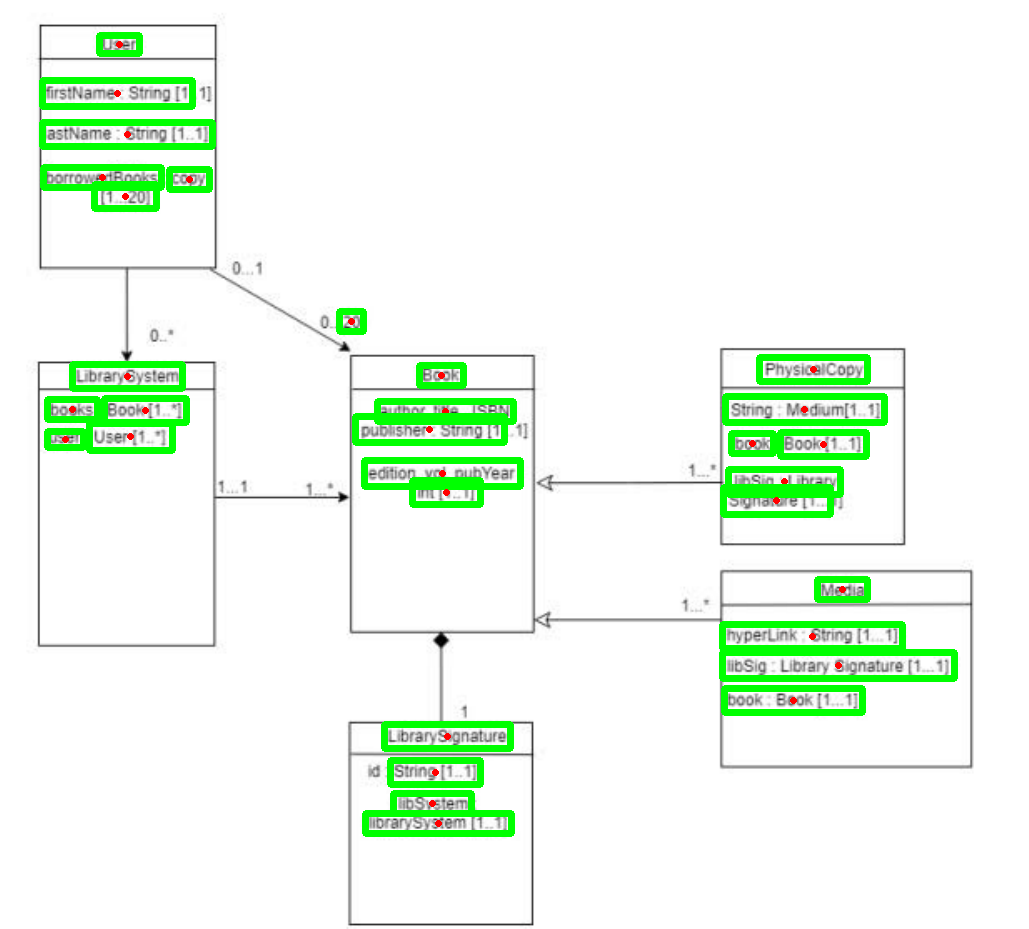 User
firstName : String [1..1]
lastName : String [1..1]
borrowedBooks copy
[1...20]
0...1
0...20
0..*
LibrarySystem
books Book [1..*]
user User [1..*]
1...1
1...*
Book
author, title, ISBN
publisher : String [1..1]
edition, vol, pubYear
int [1..1]
PhysicalCopy
String : Medium[1..1]
book Book [1..1]
libSig : Library
Signature [1...1]
1...*
Media
hyperLink : String [1...1]
libSig : Library Signature [1...1]
book : Book [1...1]
1...*
1
LibrarySignature
id : String [1..1]
libSystem
librarySystem [1..1]